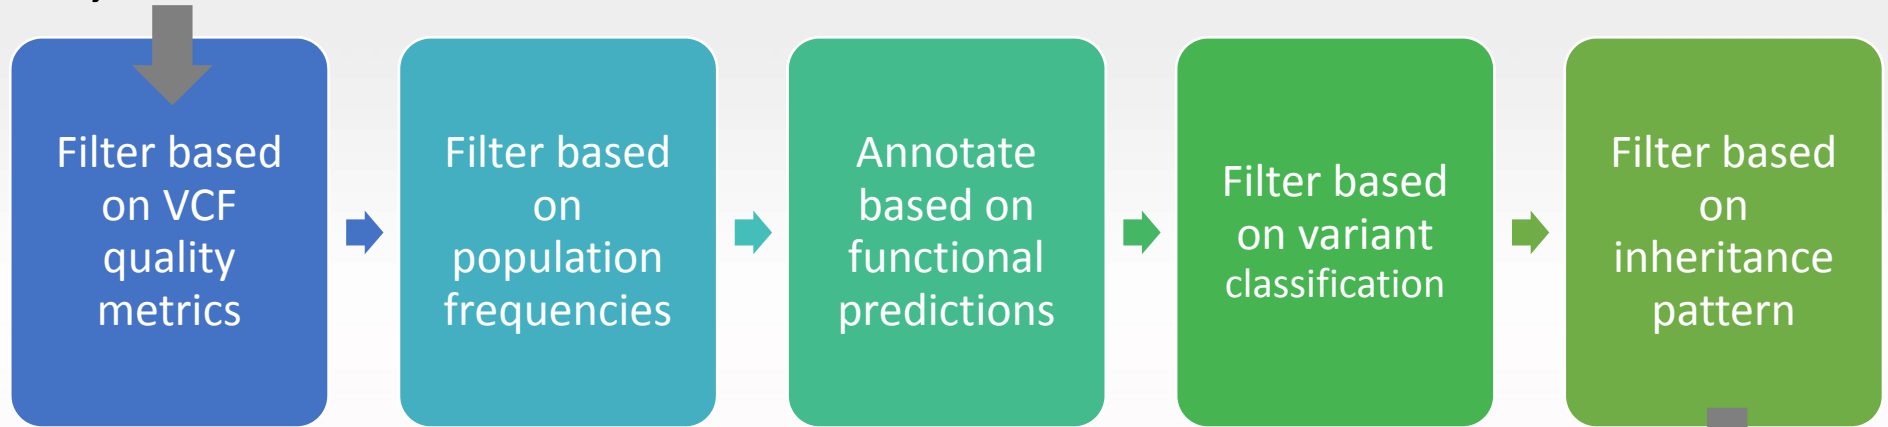 Filter based
on VCF
quality
metrics
Filter based
on
population
frequencies
Annotate
based on
functional
predictions
Filter based
on variant
classification
Filter based
on
inheritance
pattern